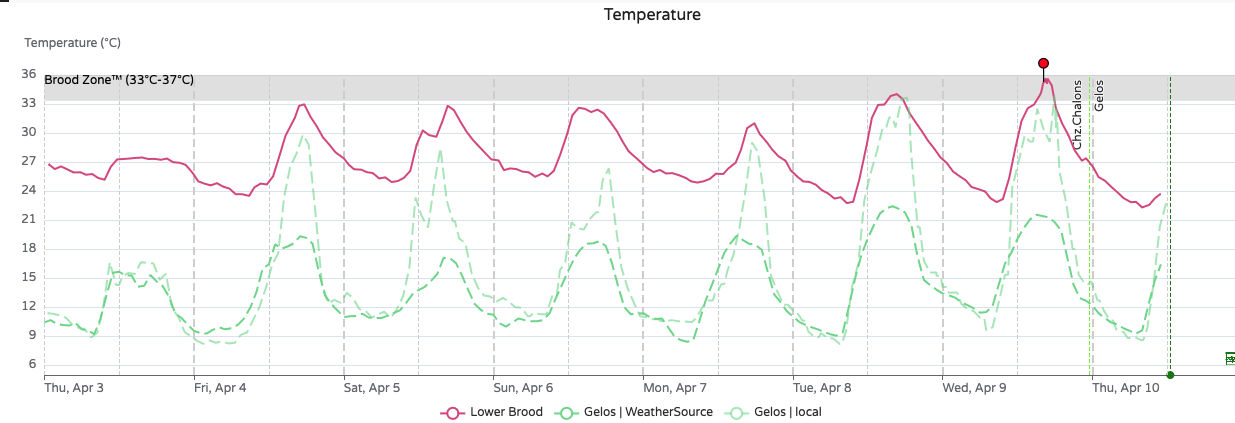 Temperature
Temperature (°C)
36
Brood Zone™ (33°C-37°C)
33
30
27
24
21
18
15
12
9
6
Chz.Chalons
Gelos
Thu, Apr 3
Fri, Apr 4
Sat, Apr 5
Sun, Apr 6
Mon, Apr 7
Tue, Apr 8
Wed, Apr 9
Thu, Apr 10
Lower Brood
Gelos | WeatherSource
Gelos | local